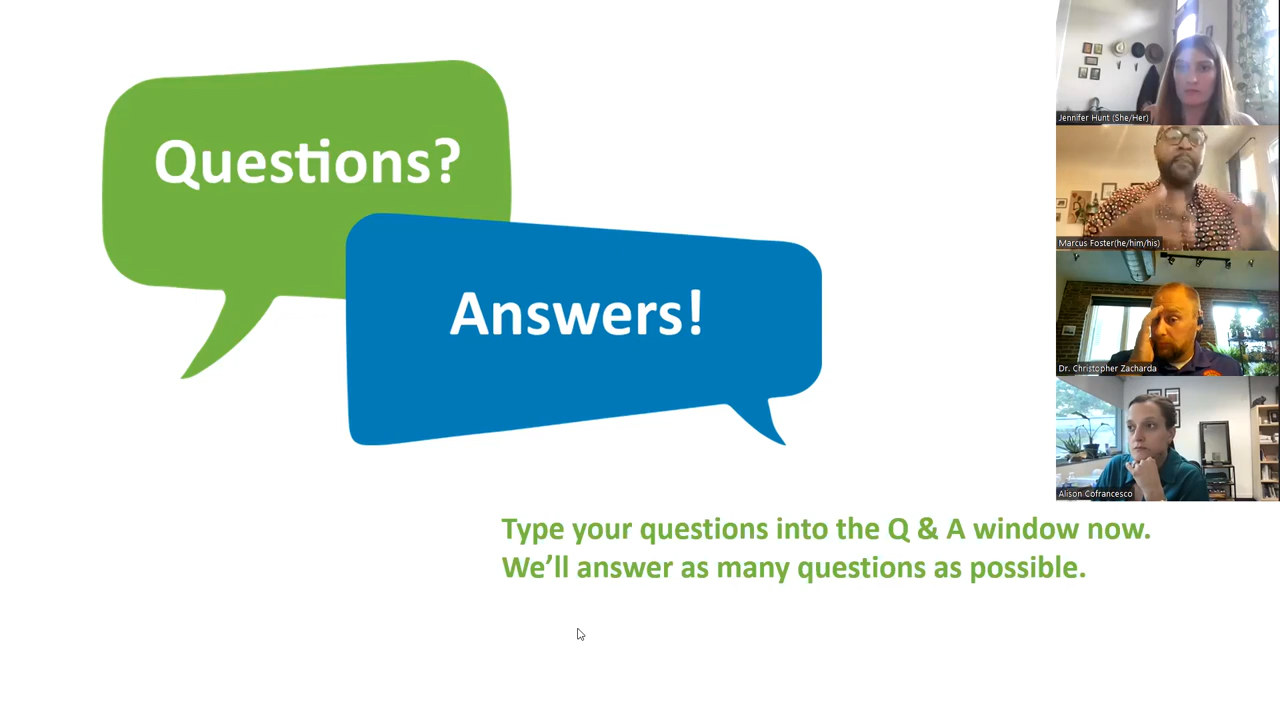 Questions?
Answers!
Type your questions into the Q & A window now.
We'll answer as many questions as possible.
Jennifer Hunt (She/Her)
Marcus Foster(he/him/his)
Dr. Christopher Zacharda
Alison Cofrancesco